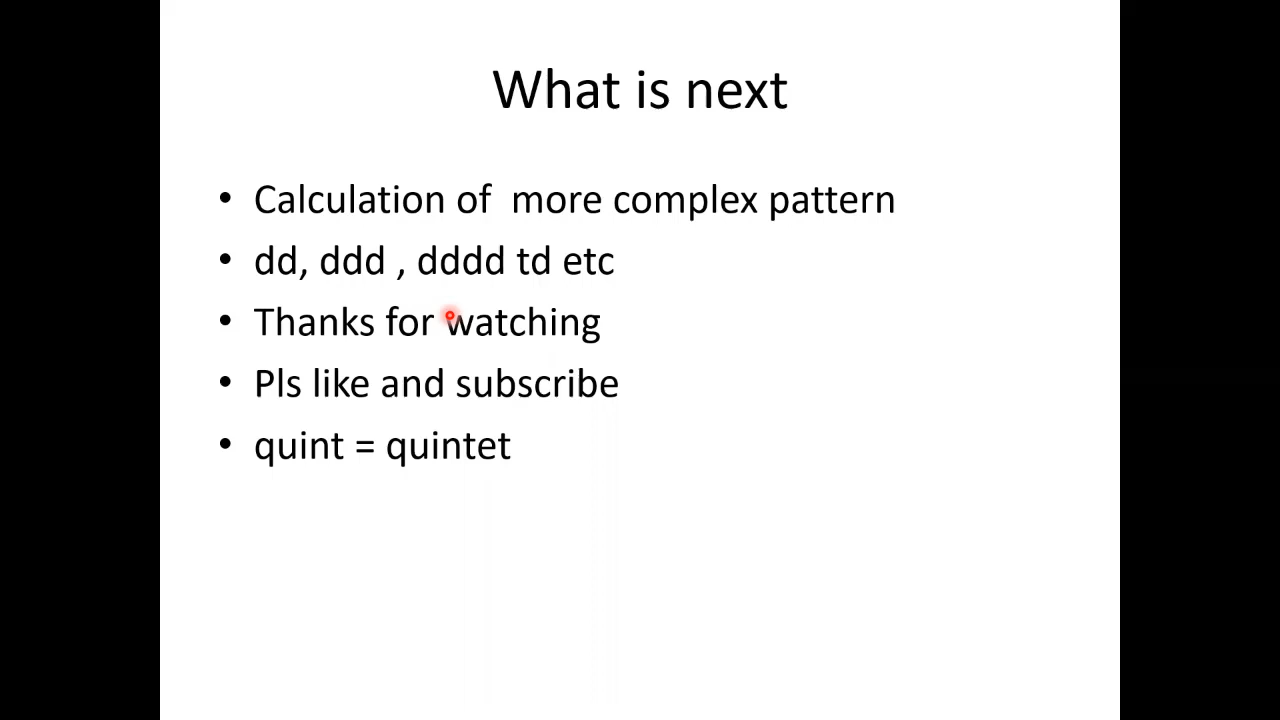 What is next
• Calculation of  more complex pattern
• dd, ddd , dddd td etc
• Thanks for watching
• Pls like and subscribe
• quint = quintet